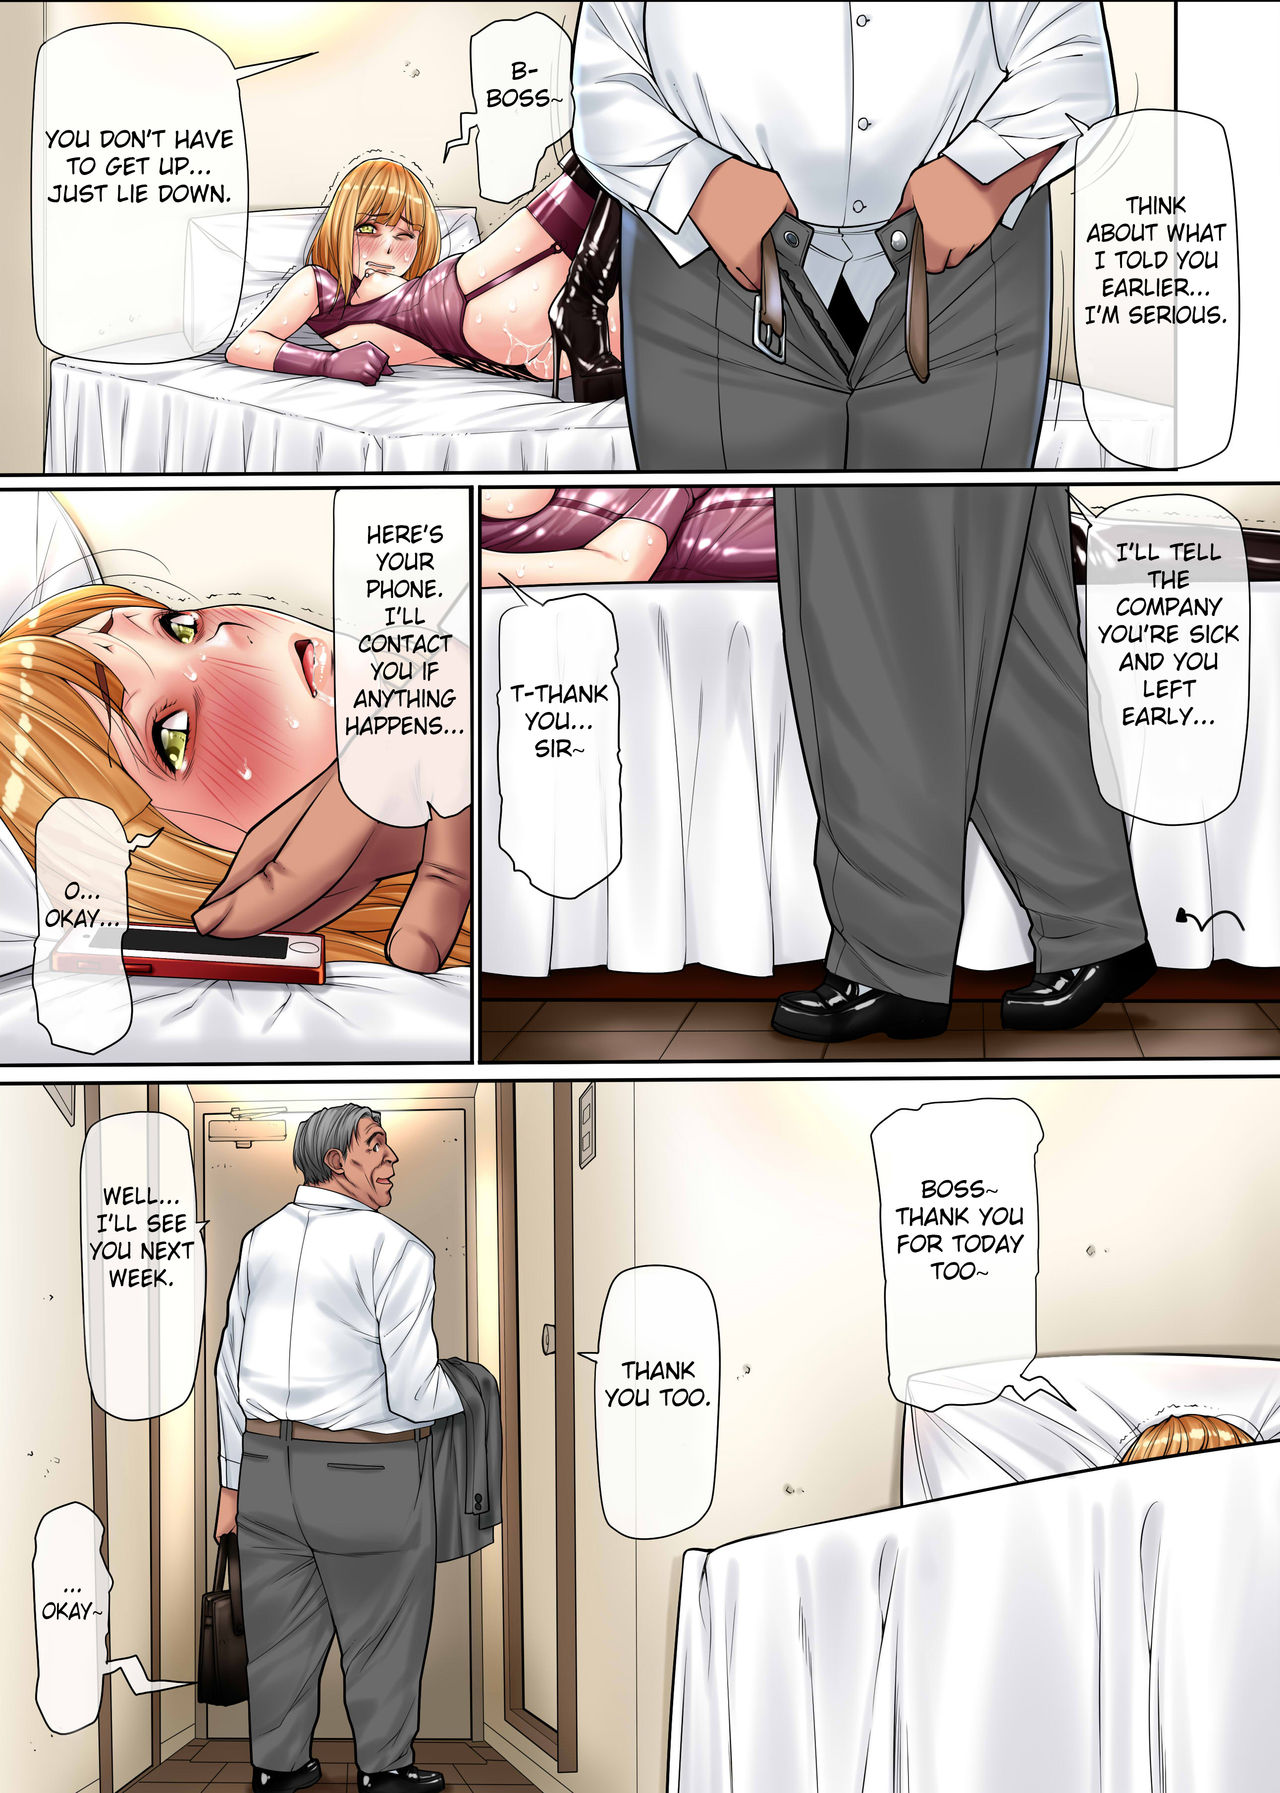 YOU DON'T HAVE
TO GET UP...
JUST LIE DOWN.
B-
BOSS~
THINK
ABOUT WHAT
I TOLD YOU
EARLIER...
I'M SERIOUS.
HERE'S
YOUR
PHONE.
I'LL
CONTACT
YOU IF
ANYTHING
HAPPENS...
O...
OKAY...
I'LL TELL
THE
COMPANY
YOU'RE SICK
AND YOU
LEFT
EARLY...
T-THANK
YOU...
SIR~
WELL...
I'LL SEE
YOU NEXT
WEEK.
...
OKAY~
BOSS~
THANK YOU
FOR TODAY
TOO~
THANK
YOU TOO.